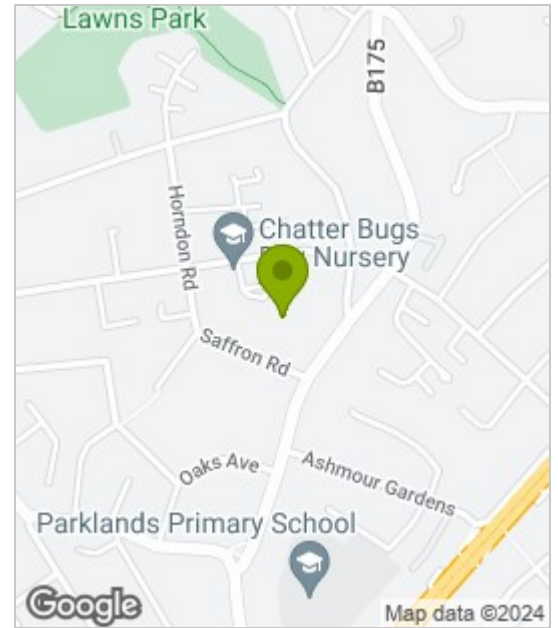 Lawns Park
B175
Horndon Rd
Chatter Bugs
Nursery
Saffron Rd
Oaks Ave
Ashmour Gardens
Parklands Primary School
Google
Map data ©2024